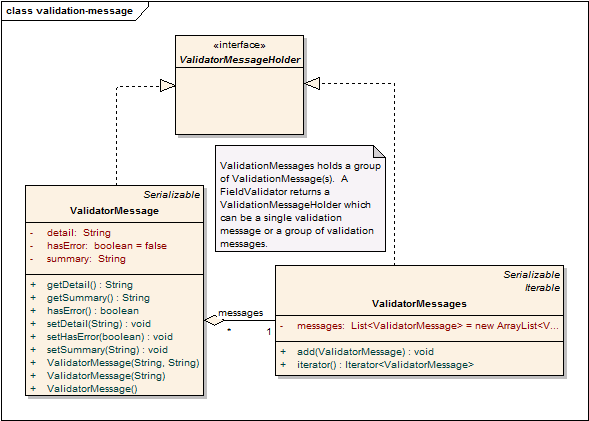 class validation-message
«interface»
ValidatorMessageHolder
ValidationMessages holds a group
of ValidationMessage(s). A
FieldValidator returns a
ValidationMessageHolder which
can be a single validation
message or a group of validation
messages.
Serializable
ValidatorMessage
- detail: String
- hasError: boolean = false
- summary: String
+ getDetail() : String
+ getSummary() : String
+ hasError() : boolean
+ setDetail(String) : void
+ setHasError(boolean) : void
+ setSummary(String) : void
+ ValidatorMessage(String, String)
+ ValidatorMessage(String)
+ ValidatorMessage()
messages
* 1
Serializable
Iterable
ValidatorMessages
- messages: List<ValidatorMessage> = new ArrayList<V...
+ add(ValidatorMessage) : void
+ iterator() : Iterator<ValidatorMessage>